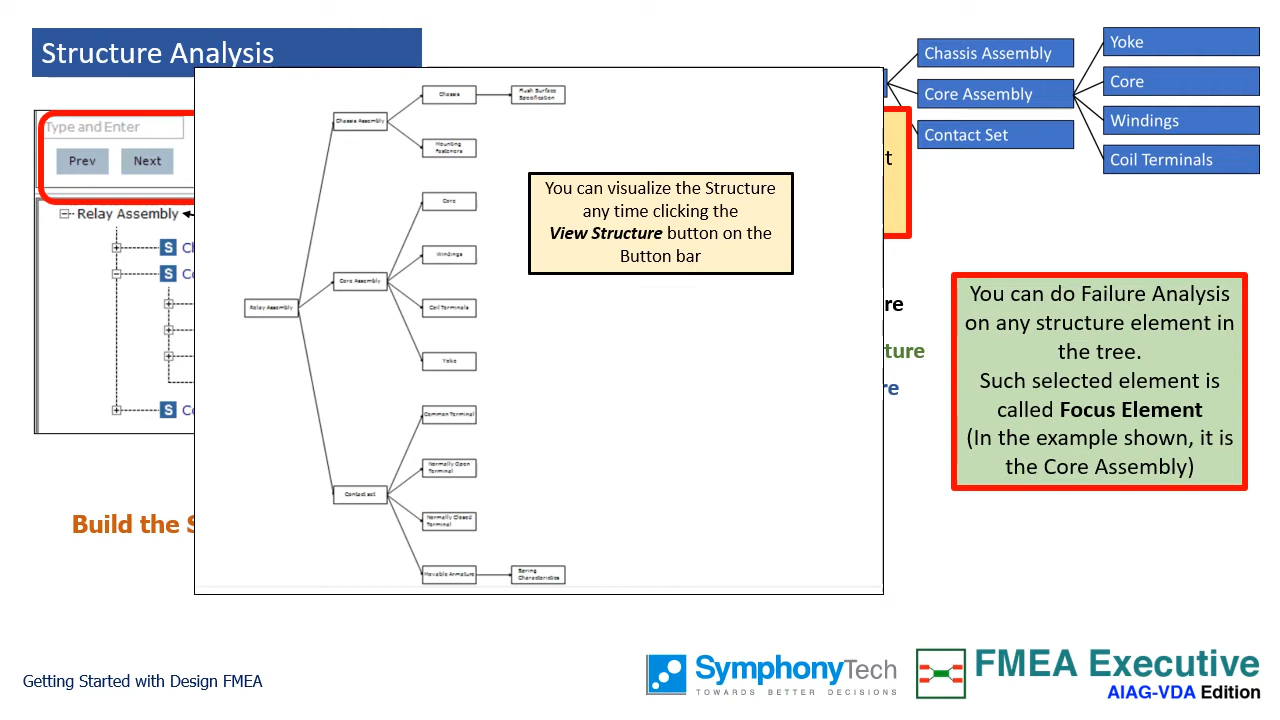 Structure Analysis
Type and Enter
Prev
Next
Relay Assembly
S
S
S
Build the
Chassis
Flush Surface
Specification
Chassis Assembly
Mounting
Fasteners
Core
Windings
Core Assembly
Relay Assembly
Coil Terminals
Yoke
Common Terminal
Normally Open
Terminal
Contact set
Normally Closed
Terminal
Movable Armature
Characteristics
You can visualize the Structure
any time clicking the
View Structure button on the
Button bar
t
re
ture
re
Chassis Assembly
Core Assembly
Contact Set
Yoke
Core
Windings
Coil Terminals
You can do Failure Analysis
on any structure element in
the tree.
Such selected element is
called Focus Element
(In the example shown, it is
the Core Assembly)
Getting Started with Design FMEA
SymphonyTech
TOWARDS BETTER DECISIONS
FMEA Executive
AIAG-VDA Edition